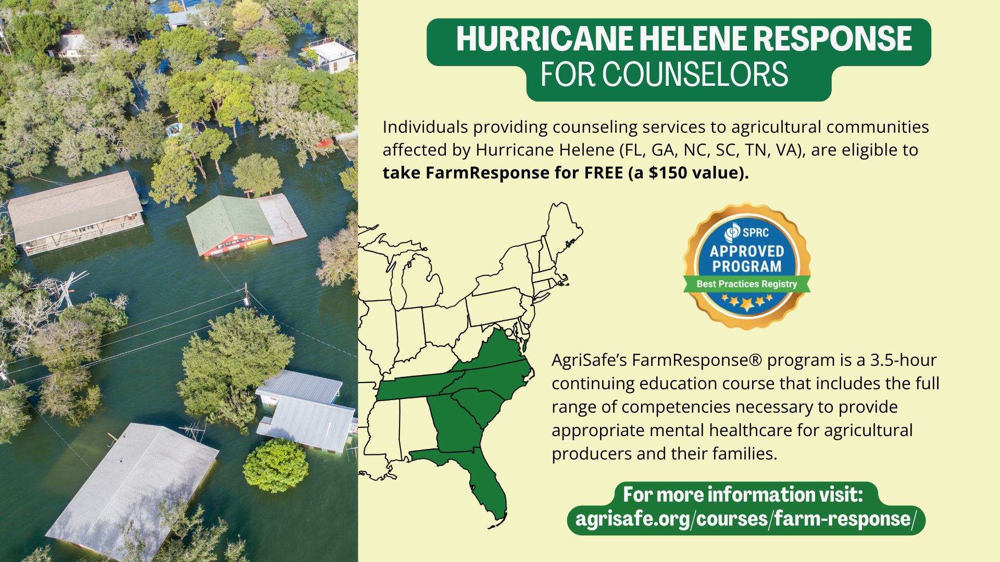 HURRICANE HELENE RESPONSE
FOR COUNSELORS
Individuals providing counseling services to agricultural communities
affected by Hurricane Helene (FL, GA, NC, SC, TN, VA), are eligible to
take FarmResponse for FREE (a $150 value).
SPRC
APPROVED
PROGRAM
Best Practices Registry
AgriSafe’s FarmResponse® program is a 3.5-hour
continuing education course that includes the full
range of competencies necessary to provide
appropriate mental healthcare for agricultural
producers and their families.
For more information visit:
agrisafe.org/courses/farm-response/